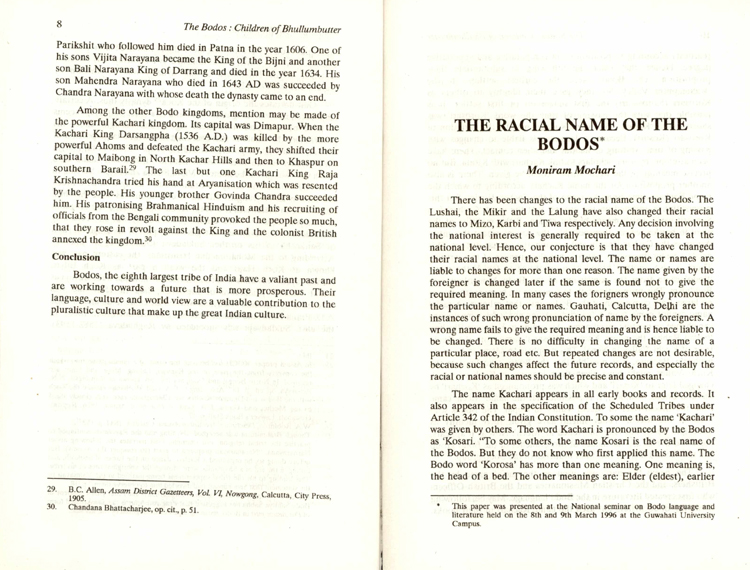 8
The Bodos : Children of Bhullumbutter
Parikshit who followed him died in Patna in the year 1606. One of
his sons Vijita Narayana became the King of the Bijni and another
son Bali Narayana King of Darrang and died in the year 1634. His
son Mahendra Narayana who died in 1643 AD was succeeded by
Chandra Narayana with whose death the dynasty came to an end.
Among the other Bodo kingdoms, mention may be made of
the powerful Kachari kingdom. Its capital was Dimapur. When the
Kachari King Darsangpha (1536 A.D.) was killed by the more
powerful Ahoms and defeated the Kachari army, they shifted their
capital to Maibong in North Kachar Hills and then to Khaspur on
southern Barail.29 The last but one Kachari King Raja
Krishnachandra tried his hand at Aryanisation which was resented
by the people. His younger brother Govinda Chandra succeeded
him. His patronising Brahmanical Hinduism and his recruiting of
officials from the Bengali community provoked the people so much,
that they rose in revolt against the King and the colonist British
annexed the kingdom.30
Conclusion
Bodos, the eighth largest tribe of India have a valiant past and
are working towards a future that is more prosperous. Their
language, culture and world view are a valuable contribution to the
pluralistic culture that make up the great Indian culture.
29. B.C. Allen, Assam District Gazetteers, Vol. VI, Nowgong, Calcutta, City Press,
1905.
30. Chandana Bhattacharjee, op. cit., p. 51.
THE RACIAL NAME OF THE
BODOS*
Moniram Mochari
There has been changes to the racial name of the Bodos. The
Lushai, the Mikir and the Lalung have also changed their racial
names to Mizo, Karbi and Tiwa respectively. Any decision involving
the national interest is generally required to be taken at the
national level. Hence, our conjecture is that they have changed
their racial names at the national level. The name or names are
liable to changes for more than one reason. The name given by the
foreigner is changed later if the same is found not to give the
required meaning. In many cases the forigners wrongly pronounce
the particular name or names. Gauhati, Calcutta, Delhi are the
instances of such wrong pronunciation of name by the foreigners. A
wrong name fails to give the required meaning and is hence liable to
be changed. There is no difficulty in changing the name of a
particular place, road etc. But repeated changes are not desirable,
because such changes affect the future records, and especially the
racial or national names should be precise and constant.
The name Kachari appears in all early books and records. It
also appears in the specification of the Scheduled Tribes under
Article 342 of the Indian Constitution. To some the name 'Kachari'
was given by others. The word Kachari is pronounced by the Bodos
as 'Kosari. "To some others, the name Kosari is the real name of
the Bodos. But they do not know who first applied this name. The
Bodo word 'Korosa' has more than one meaning. One meaning is,
the head of a bed. The other meanings are: Elder (eldest), earlier
* This paper was presented at the National seminar on Bodo language and
literature held on the 8th and 9th March 1996 at the Guwahati University
Campus.